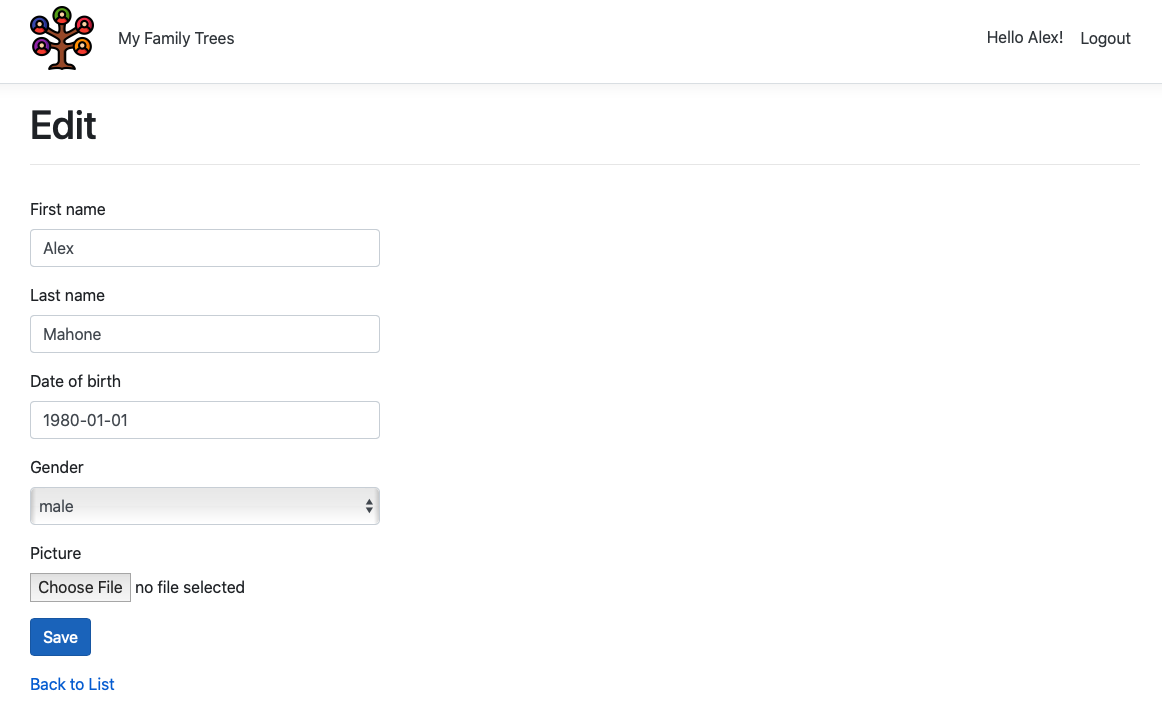 My Family Trees
Hello Alex! Logout
Edit
First name
Alex
Last name
Mahone
Date of birth
1980-01-01
Gender
male
Picture
Choose File no file selected
Save
Back to List